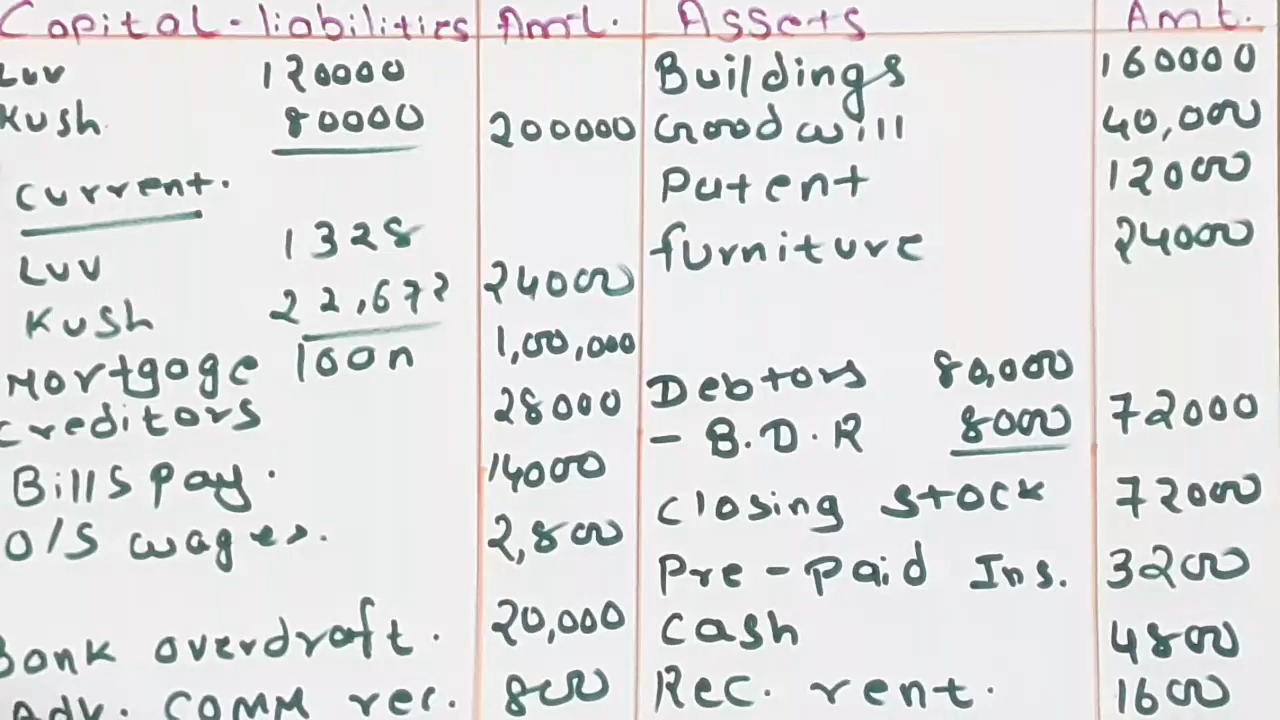 Capital-liabilities Amt. Assets Amt.
Luv 120000 Buildings 160000
Kush 80000 200000 Goodwill 40,000
Current. Patent 12000
Luv 1328 furniture 24000
Kush 22,672 24000
Mortgage loan 1,00,000
Creditors 28000 Debtors 80,000
Bills pay. 14000 - B.D.R 8000 72000
O/S wages. 2,800 Closing stock 72000
Pre-paid Ins. 3200
Bank overdraft. 20,000 Cash 4800
Adv. comm rec. 800 Rec. rent. 1600